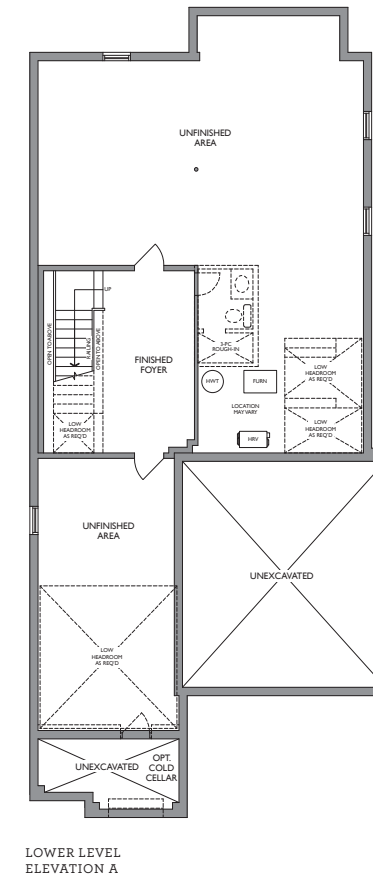 UNFINISHED
AREA
UP
OPEN TO ABOVE
RAILING
OPEN TO ABOVE
FINISHED
FOYER
3-PC
ROUGH-IN
HWT
FURN
LOCATION
MAY VARY
HRV
LOW
HEADROOM
AS REQ'D
LOW
HEADROOM
AS REQ'D
LOW
HEADROOM
AS REQ'D
UNFINISHED
AREA
UNEXCAVATED
LOW
HEADROOM
AS REQ'D
UNEXCAVATED
OPT.
COLD
CELLAR
LOWER LEVEL
ELEVATION A